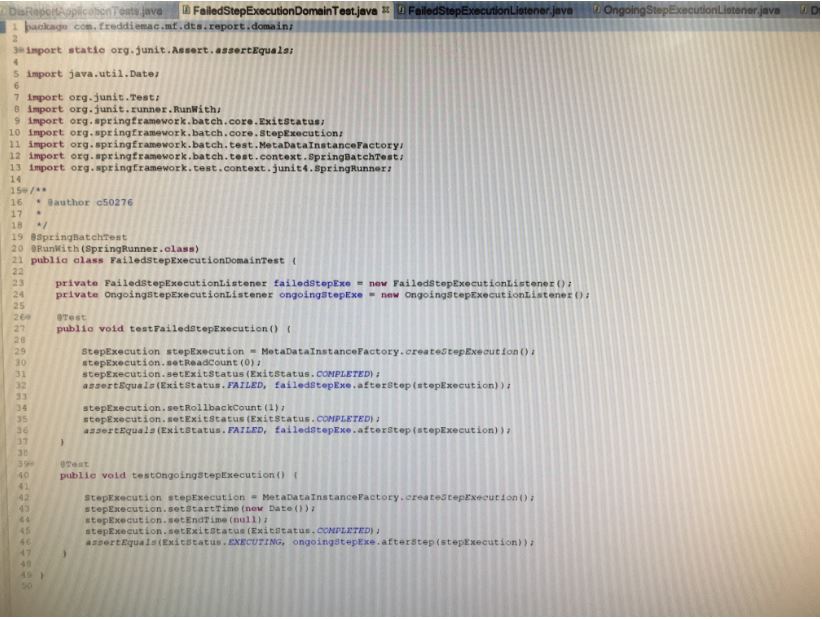 DtsReportApplicationTests.java FailedStepExecutionDomainTest.java FailedStepExecutionListener.java OngoingStepExecutionListener.java
1 package com.freddiemac.mf.dts.report.domain;
2
3 import static org.junit.Assert.assertEquals;
4
5 import java.util.Date;
6
7 import org.junit.Test;
8 import org.junit.runner.RunWith;
9 import org.springframework.batch.core.ExitStatus;
10 import org.springframework.batch.core.StepExecution;
11 import org.springframework.batch.test.MetaDataInstanceFactory;
12 import org.springframework.batch.test.context.SpringBatchTest;
13 import org.springframework.test.context.junit4.SpringRunner;
14
15 /**
16 * @author c50276
17 *
18 */
19 @SpringBatchTest
20 @RunWith(SpringRunner.class)
21 public class FailedStepExecutionDomainTest {
22
23 private FailedStepExecutionListener failedStepExe = new FailedStepExecutionListener();
24 private OngoingStepExecutionListener ongoingStepExe = new OngoingStepExecutionListener();
25
26 @Test
27 public void testFailedStepExecution() {
28
29 StepExecution stepExecution = MetaDataInstanceFactory.createStepExecution();
30 stepExecution.setReadCount(0);
31 stepExecution.setExitStatus(ExitStatus.COMPLETED);
32 assertEquals(ExitStatus.FAILED, failedStepExe.afterStep(stepExecution));
33
34 stepExecution.setRollbackCount(1);
35 stepExecution.setExitStatus(ExitStatus.COMPLETED);
36 assertEquals(ExitStatus.FAILED, failedStepExe.afterStep(stepExecution));
37 }
38
39 @Test
40 public void testOngoingStepExecution() {
41
42 StepExecution stepExecution = MetaDataInstanceFactory.createStepExecution();
43 stepExecution.setStartTime(new Date());
44 stepExecution.setEndTime(null);
45 stepExecution.setExitStatus(ExitStatus.COMPLETED);
46 assertEquals(ExitStatus.EXECUTING, ongoingStepExe.afterStep(stepExecution));
47 }
48
49 }
50